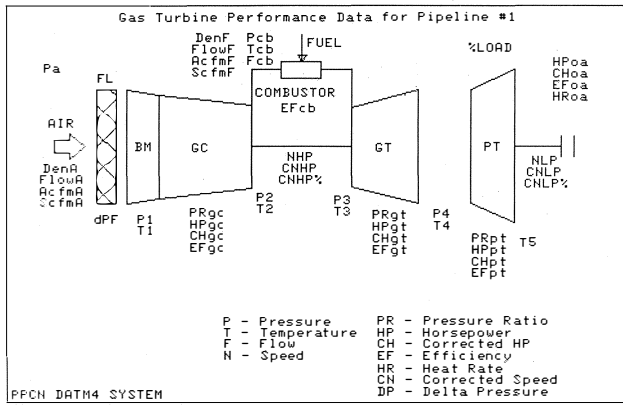 Gas Turbine Performance Data for Pipeline #1
DenF Pcb
FlowF Tcb
AcfmF Fcb
ScfmF
FUEL
%LOAD
HPoa
CHoa
EFoa
HRoa
Pa
FL
COMBUSTOR
EFcb
AIR
BM
GC
GT
PT
DenA
FlowA
AcfmA
ScfmA
NHP
CNHP
CNHP%
NLP
CNLP
CNLP%
dPF
P1
T1
P2
T2
P3
T3
P4
T4
T5
PRgc
HPgc
CHgc
EFgc
PRgt
HPgt
CHgt
EFgt
PRpt
HPpt
CHpt
EFpt
P - Pressure
T - Temperature
F - Flow
N - Speed
PR - Pressure Ratio
HP - Horsepower
CH - Corrected HP
EF - Efficiency
HR - Heat Rate
CN - Corrected Speed
DP - Delta Pressure
PPCN DATM4 SYSTEM